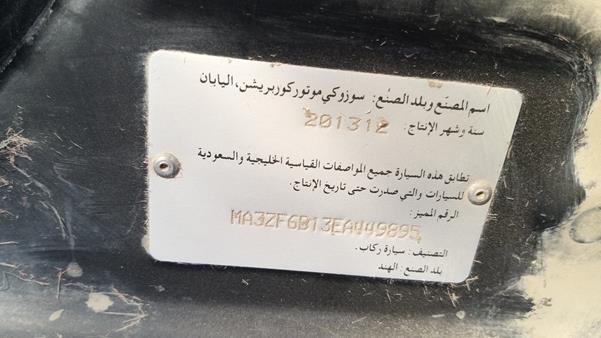 اسم المصنع وبلد الصنع: سوزوكي موتور كوربريشن، اليابان
سنة وشهر الإنتاج: 201312
تطابق هذه السيارة جميع المواصفات القياسية الخليجية والسعودية
للسيارات والتي صدرت حتى تاريخ الإنتاج.
الرقم المميز:
MA3ZF6B13EA449895
التصنيف: سيارة ركاب.
بلد الصنع: الهند